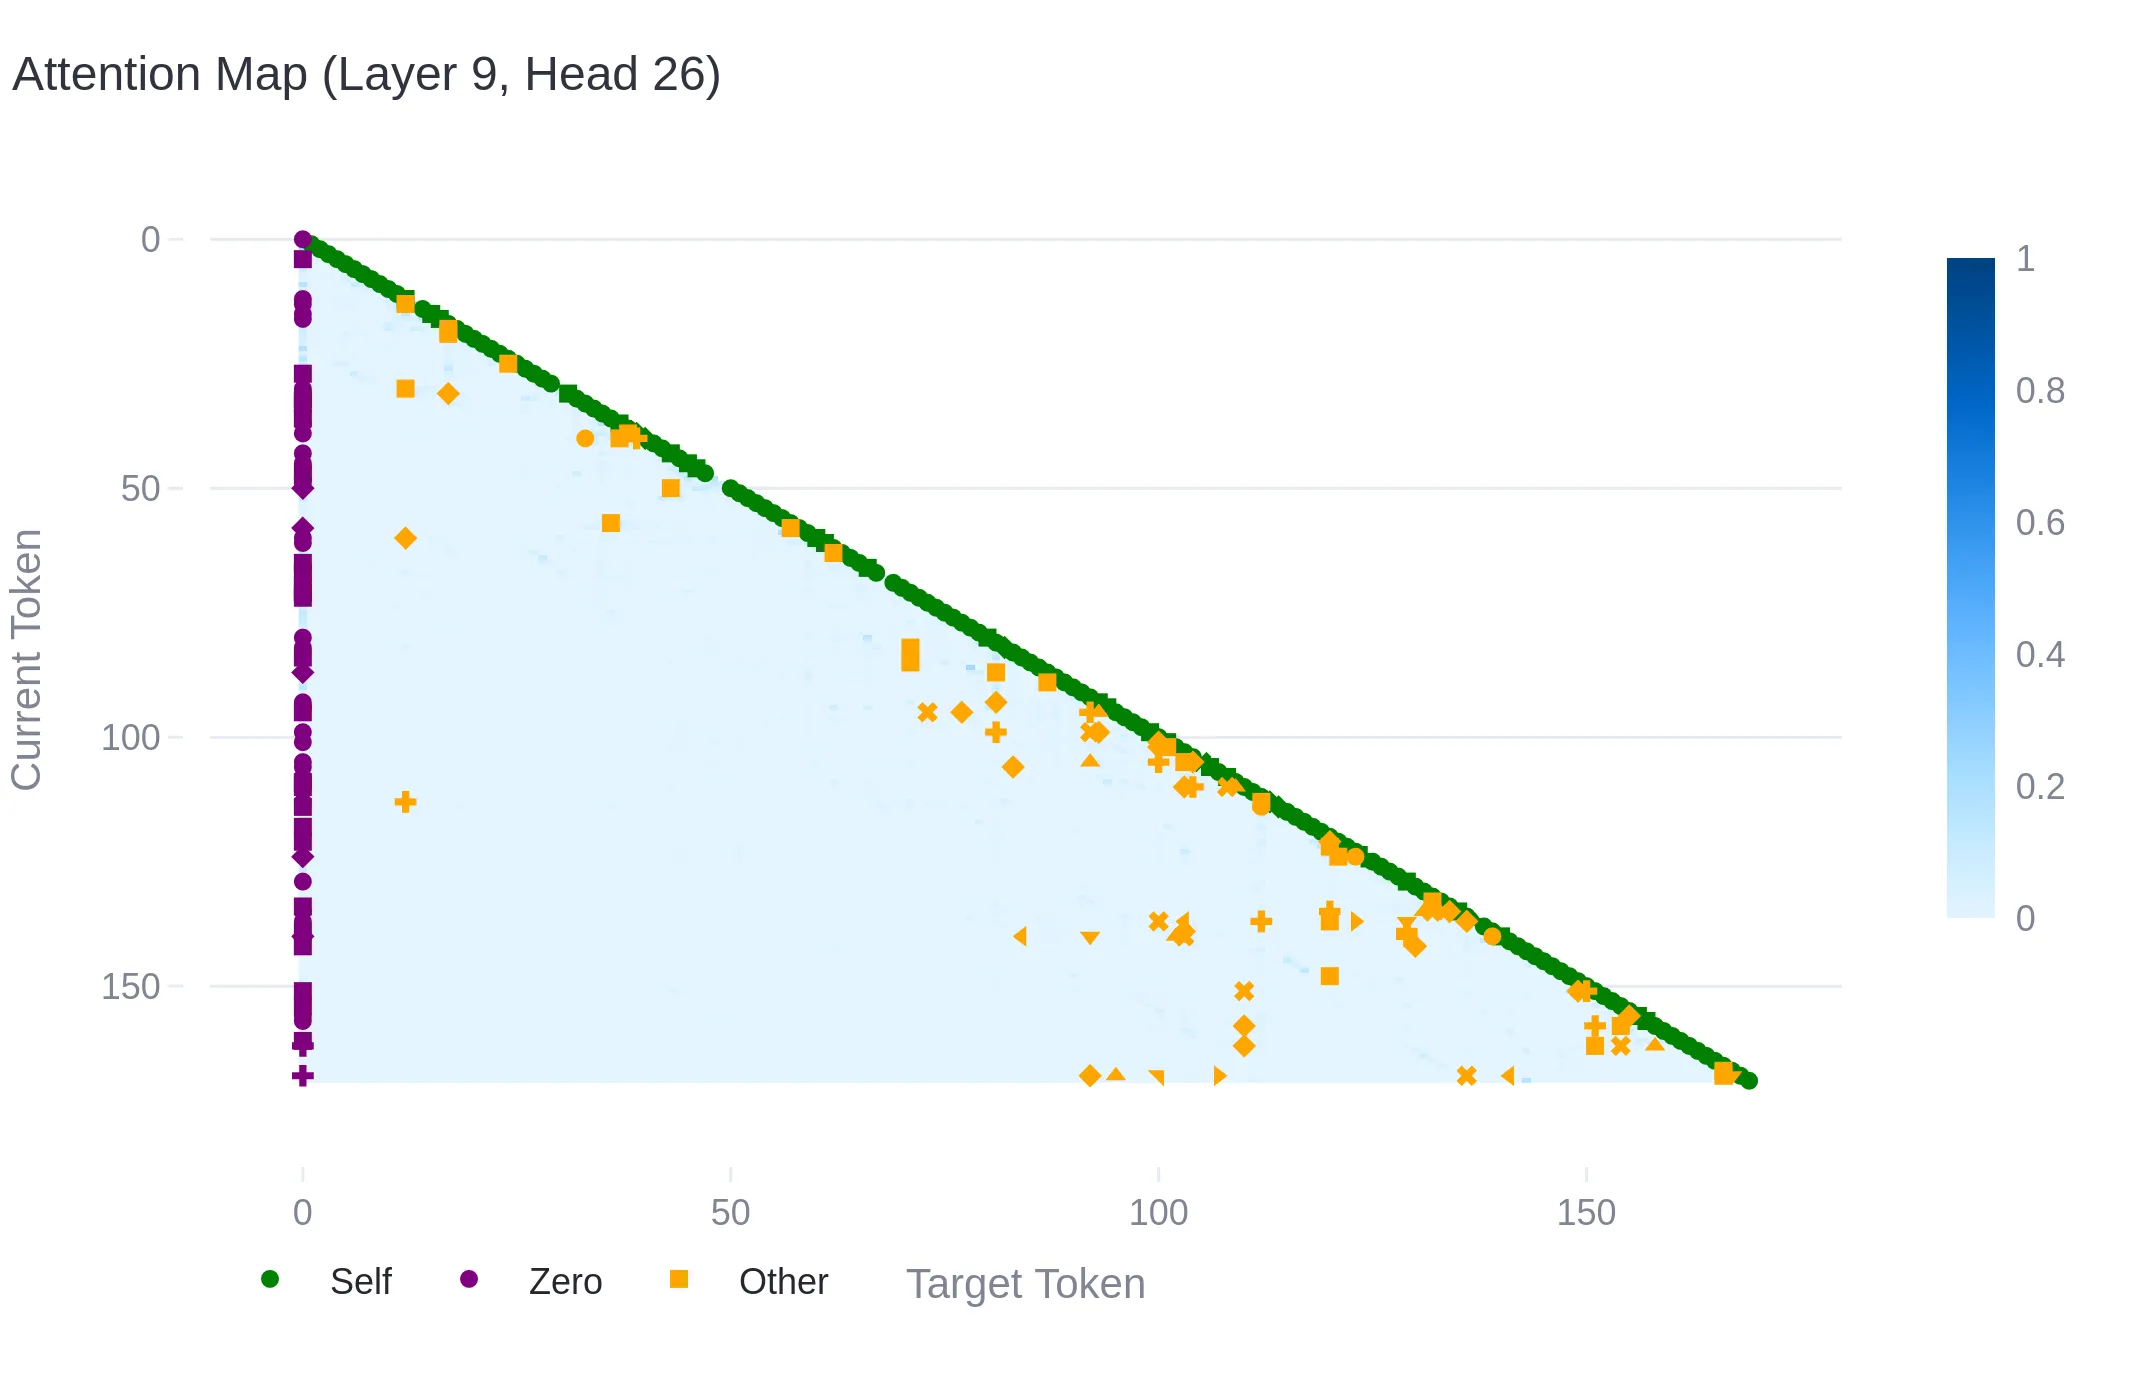 Attention Map (Layer 9, Head 26)
0
50
100
150
Current Token
1
0.8
0.6
0.4
0.2
0
0 50 100 150
Self Zero Other Target Token